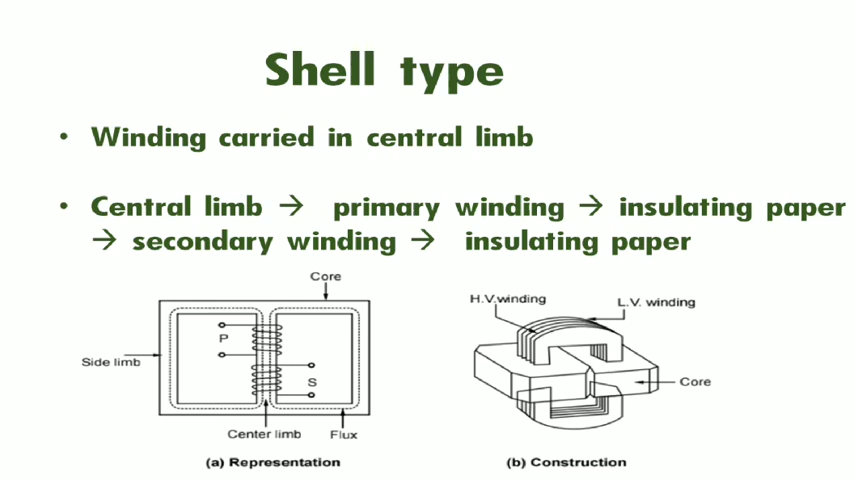 Shell type
• Winding carried in central limb
• Central limb → primary winding → insulating paper
→ secondary winding → insulating paper
Core
P
Side limb
S
Center limb
Flux
(a) Representation
H.V.winding
L.V. winding
Core
(b) Construction